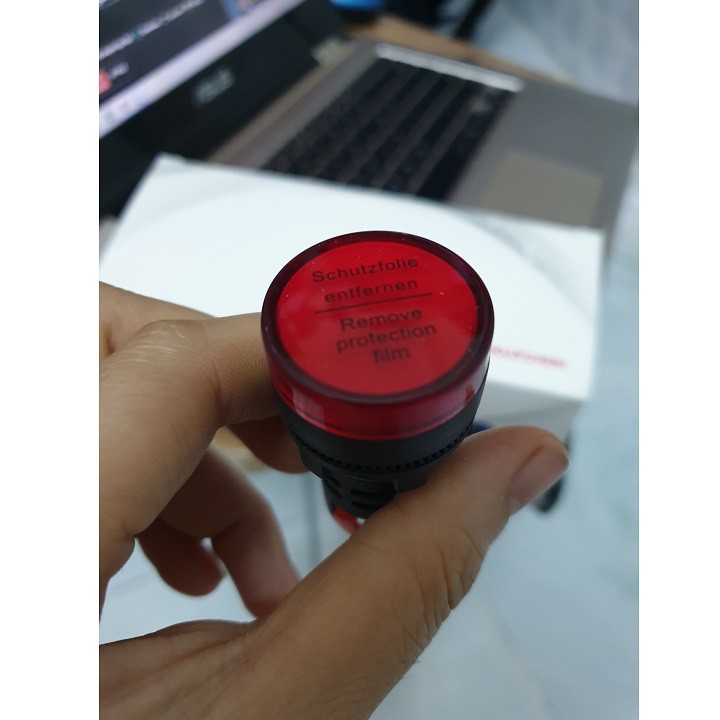 Schutzfolie
entfernen
Remove
protection
film